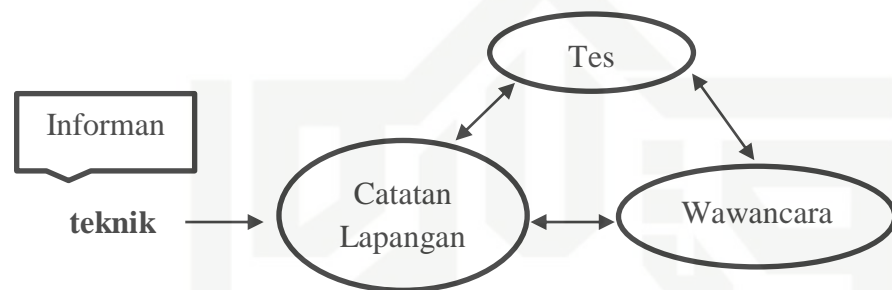 Tes
Informan
Catatan
Lapangan
Wawancara
teknik